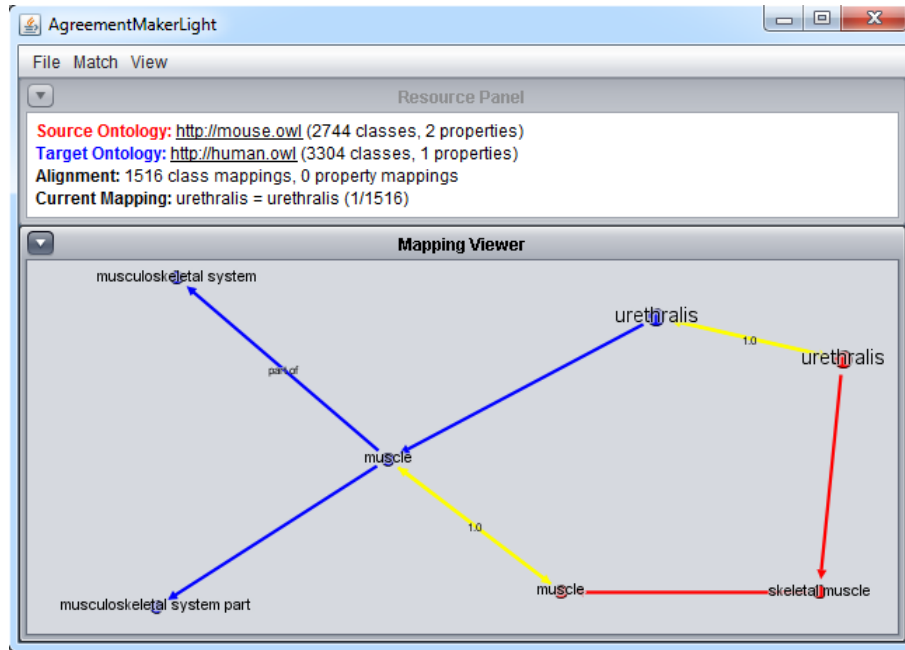 AgreementMakerLight
File Match View
Resource Panel
Source Ontology: http://mouse.owl (2744 classes, 2 properties)
Target Ontology: http://human.owl (3304 classes, 1 properties)
Alignment: 1516 class mappings, 0 property mappings
Current Mapping: urethralis = urethralis (1/1516)
Mapping Viewer
musculoskeletal system
urethralis
1.0
urethralis
part of
muscle
1.0
muscle
skeletal muscle
musculoskeletal system part